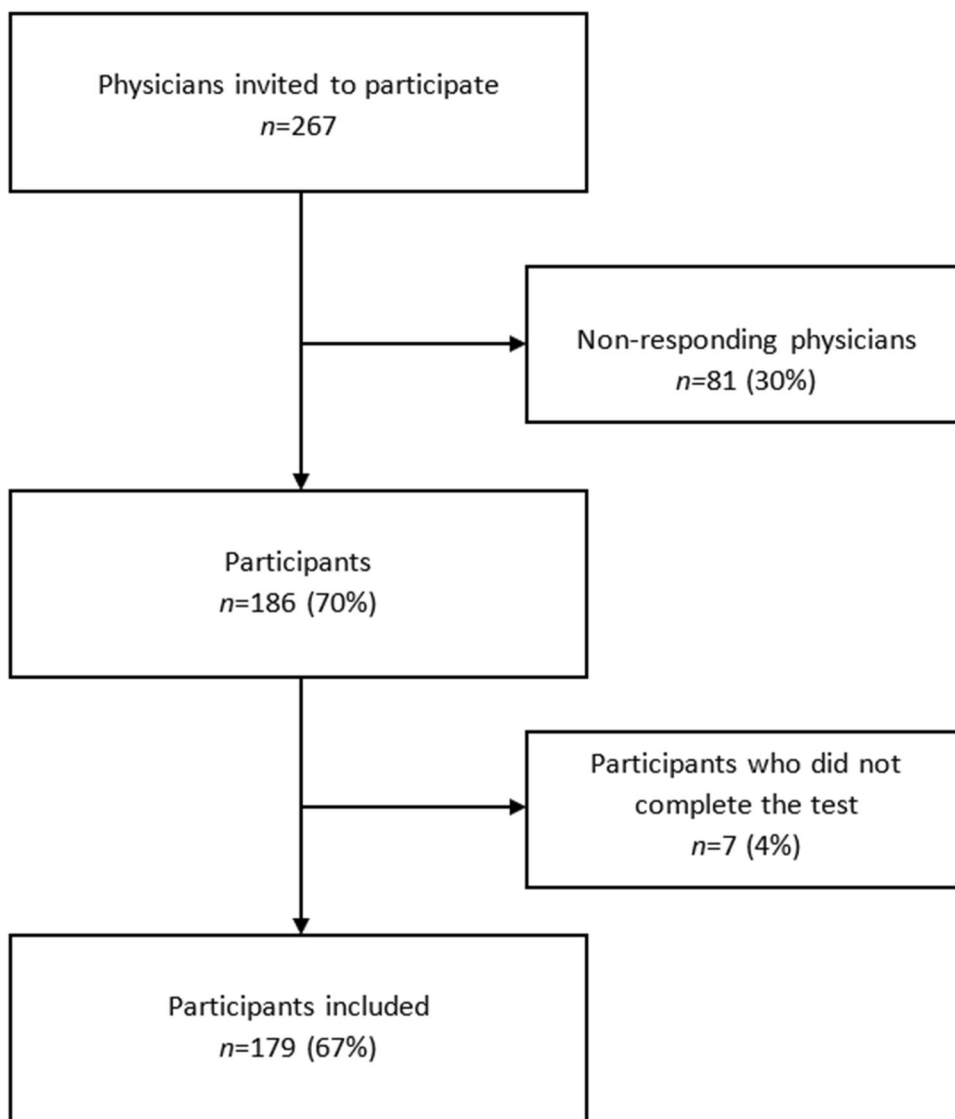 Physicians invited to participate
n=267
Non-responding physicians
n=81 (30%)
Participants
n=186 (70%)
Participants who did not
complete the test
n=7 (4%)
Participants included
n=179 (67%)